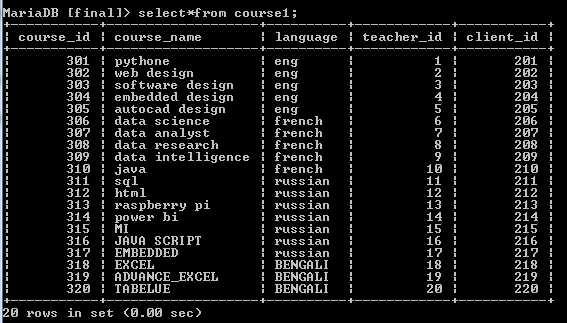 MariaDB [final]> select*from course1;
+-----------+-------------------+----------+------------+-----------+
| course_id | course_name       | language | teacher_id | client_id |
+-----------+-------------------+----------+------------+-----------+
|       301 | pythone           | eng      |          1 |       201 |
|       302 | web design        | eng      |          2 |       202 |
|       303 | software design   | eng      |          3 |       203 |
|       304 | embedded design   | eng      |          4 |       204 |
|       305 | autocad design    | eng      |          5 |       205 |
|       306 | data science      | french   |          6 |       206 |
|       307 | data analyst      | french   |          7 |       207 |
|       308 | data research     | french   |          8 |       208 |
|       309 | data intelligence | french   |          9 |       209 |
|       310 | java              | french   |         10 |       210 |
|       311 | sql               | russian  |         11 |       211 |
|       312 | html              | russian  |         12 |       212 |
|       313 | raspberry pi      | russian  |         13 |       213 |
|       314 | power bi          | russian  |         14 |       214 |
|       315 | MI                | russian  |         15 |       215 |
|       316 | JAVA SCRIPT       | russian  |         16 |       216 |
|       317 | EMBEDDED          | russian  |         17 |       217 |
|       318 | EXCEL             | BENGALI  |         18 |       218 |
|       319 | ADVANCE_EXCEL     | BENGALI  |         19 |       219 |
|       320 | TABELUE           | BENGALI  |         20 |       220 |
+-----------+-------------------+----------+------------+-----------+
20 rows in set (0.00 sec)